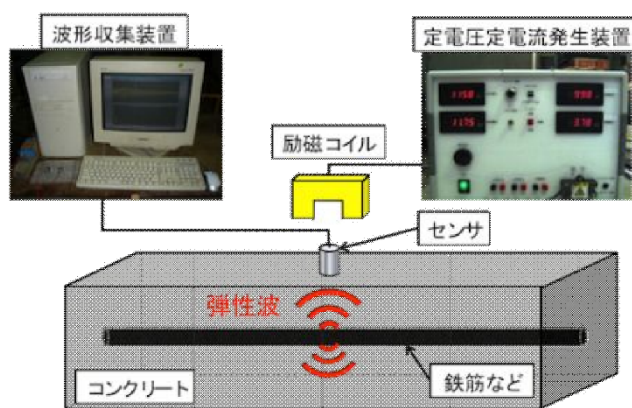 波形収集装置
定電圧定電流発生装置
励磁コイル
センサ
弾性波
鉄筋など
コンクリート